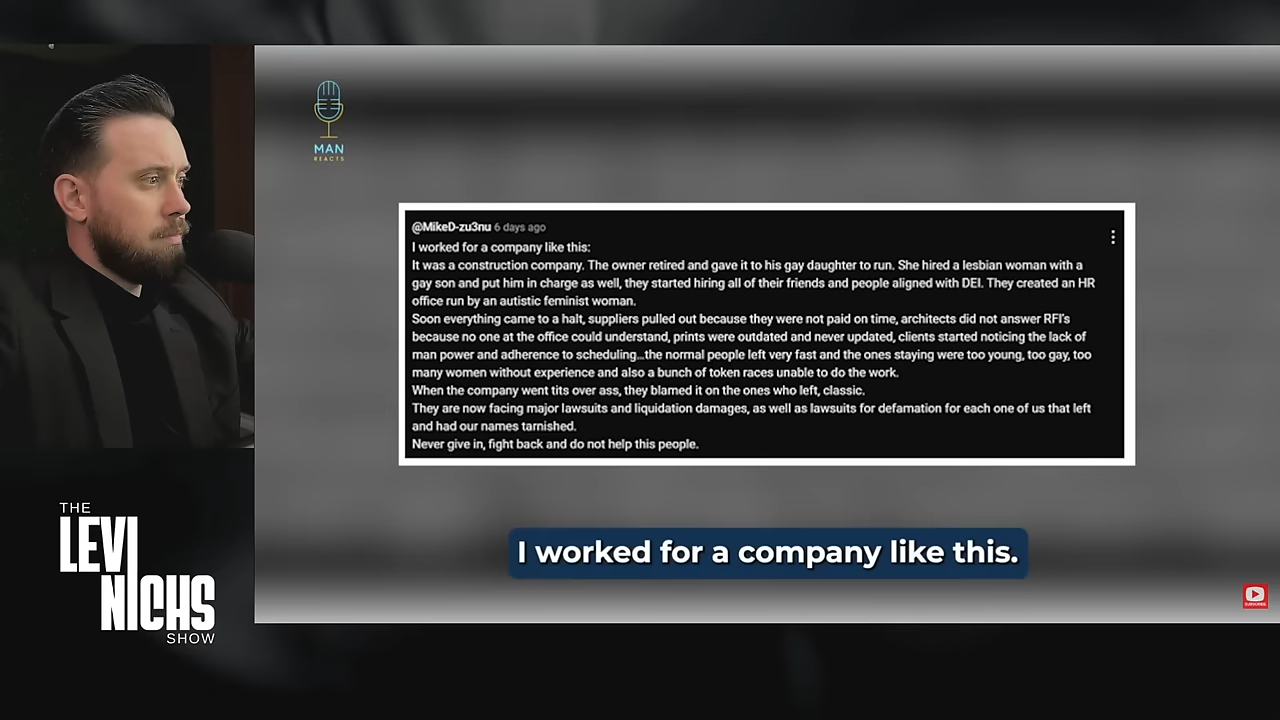 MAN
REACTS
@MikeD-zu3nu 6 days ago
I worked for a company like this:
It was a construction company. The owner retired and gave it to his gay daughter to run. She hired a lesbian woman with a
gay son and put him in charge as well, they started hiring all of their friends and people aligned with DEI. They created an HR
office run by an autistic feminist woman.
Soon everything came to a halt, suppliers pulled out because they were not paid on time, architects did not answer RFI's
because no one at the office could understand, prints were outdated and never updated, clients started noticing the lack of
man power and adherence to scheduling...the normal people left very fast and the ones staying were too young, too gay, too
many women without experience and also a bunch of token races unable to do the work.
When the company went tits over ass, they blamed it on the ones who left, classic.
They are now facing major lawsuits and liquidation damages, as well as lawsuits for defamation for each one of us that left
and had our names tarnished.
Never give in, fight back and do not help this people.
I worked for a company like this.
THE
LEVI
NICHS
SHOW
SUBSCRIBE